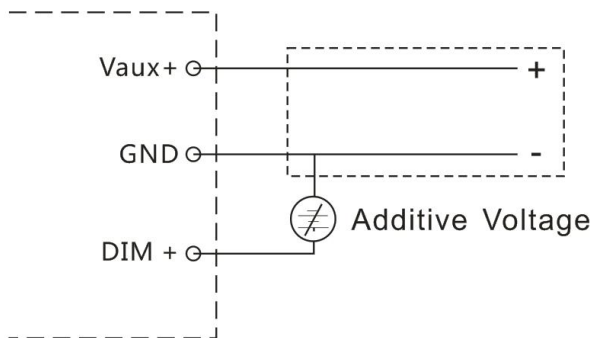 Vaux+
+
GND
-
Additive Voltage
DIM +